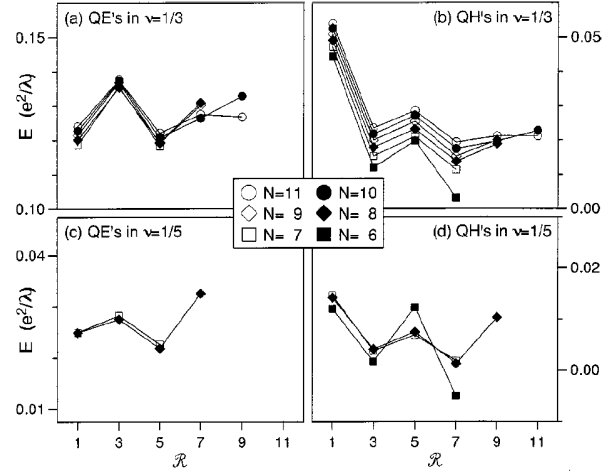 (a) QE's in ν=1/3
(b) QH's in ν=1/3
0.15
0.10
E (e²/λ)
0.05
0.00
N=11
N=10
N= 9
N= 8
N= 7
N= 6
(c) QE's in ν=1/5
(d) QH's in ν=1/5
0.04
0.01
E (e²/λ)
0.02
0.00
1 3 5 7 9 11
1 3 5 7 9 11
ℛ
ℛ